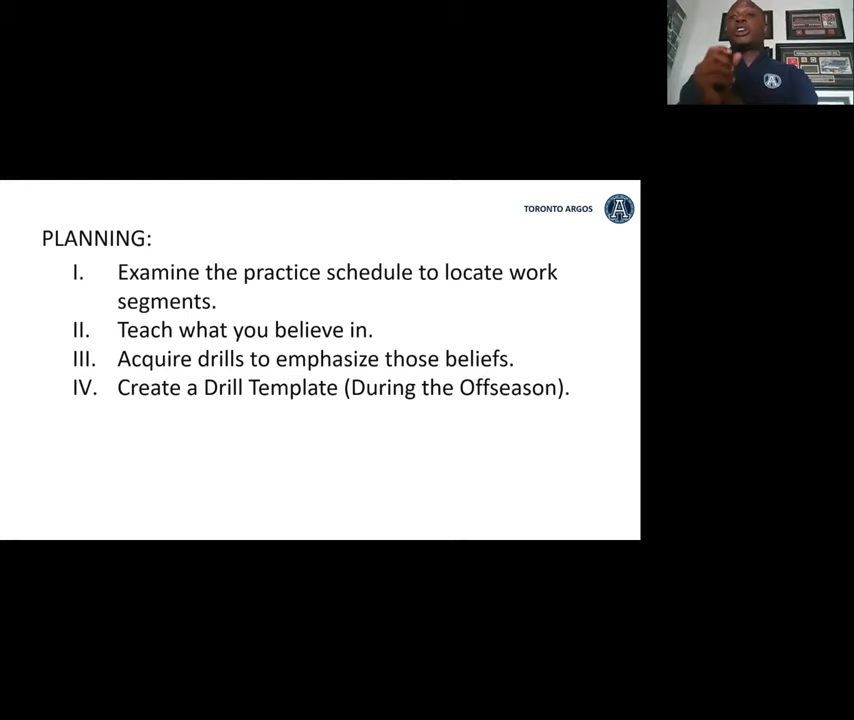 TORONTO ARGOS
A
PLANNING:
I. Examine the practice schedule to locate work
segments.
II. Teach what you believe in.
III. Acquire drills to emphasize those beliefs.
IV. Create a Drill Template (During the Offseason).
A